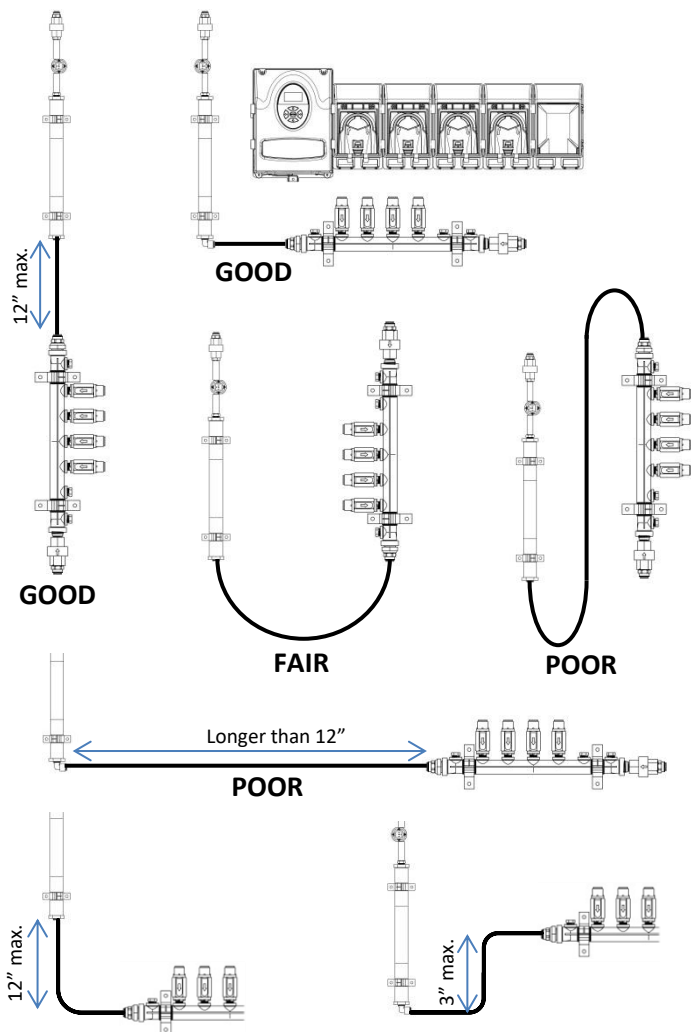 12” max.
GOOD
GOOD
FAIR
POOR
Longer than 12”
POOR
12” max.
3” max.